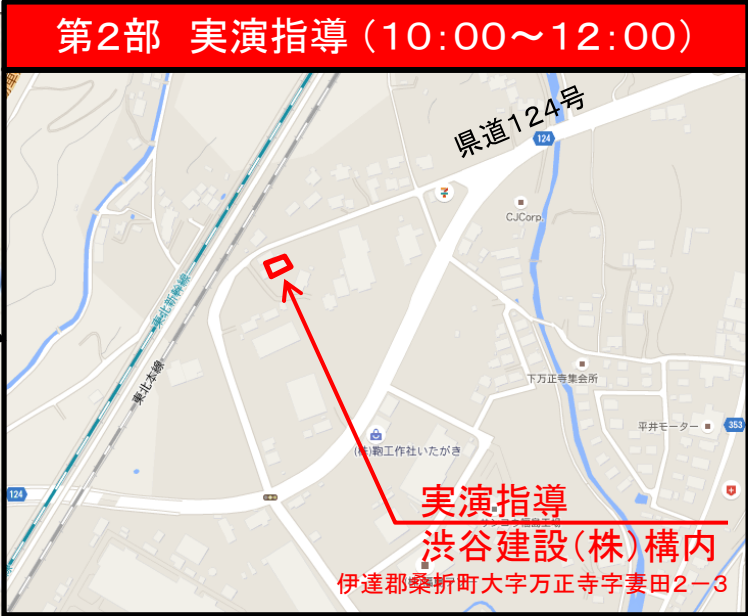 第2部 実演指導（10：00～12：00）
県道124号
124
CJCorp.
東北新幹線
東北本線
下万正寺集会所
平井モーター
353
(株)鞄工作社いたがき
124
実演指導
渋谷建設(株)構内
伊達郡桑折町大字万正寺字妻田2－3